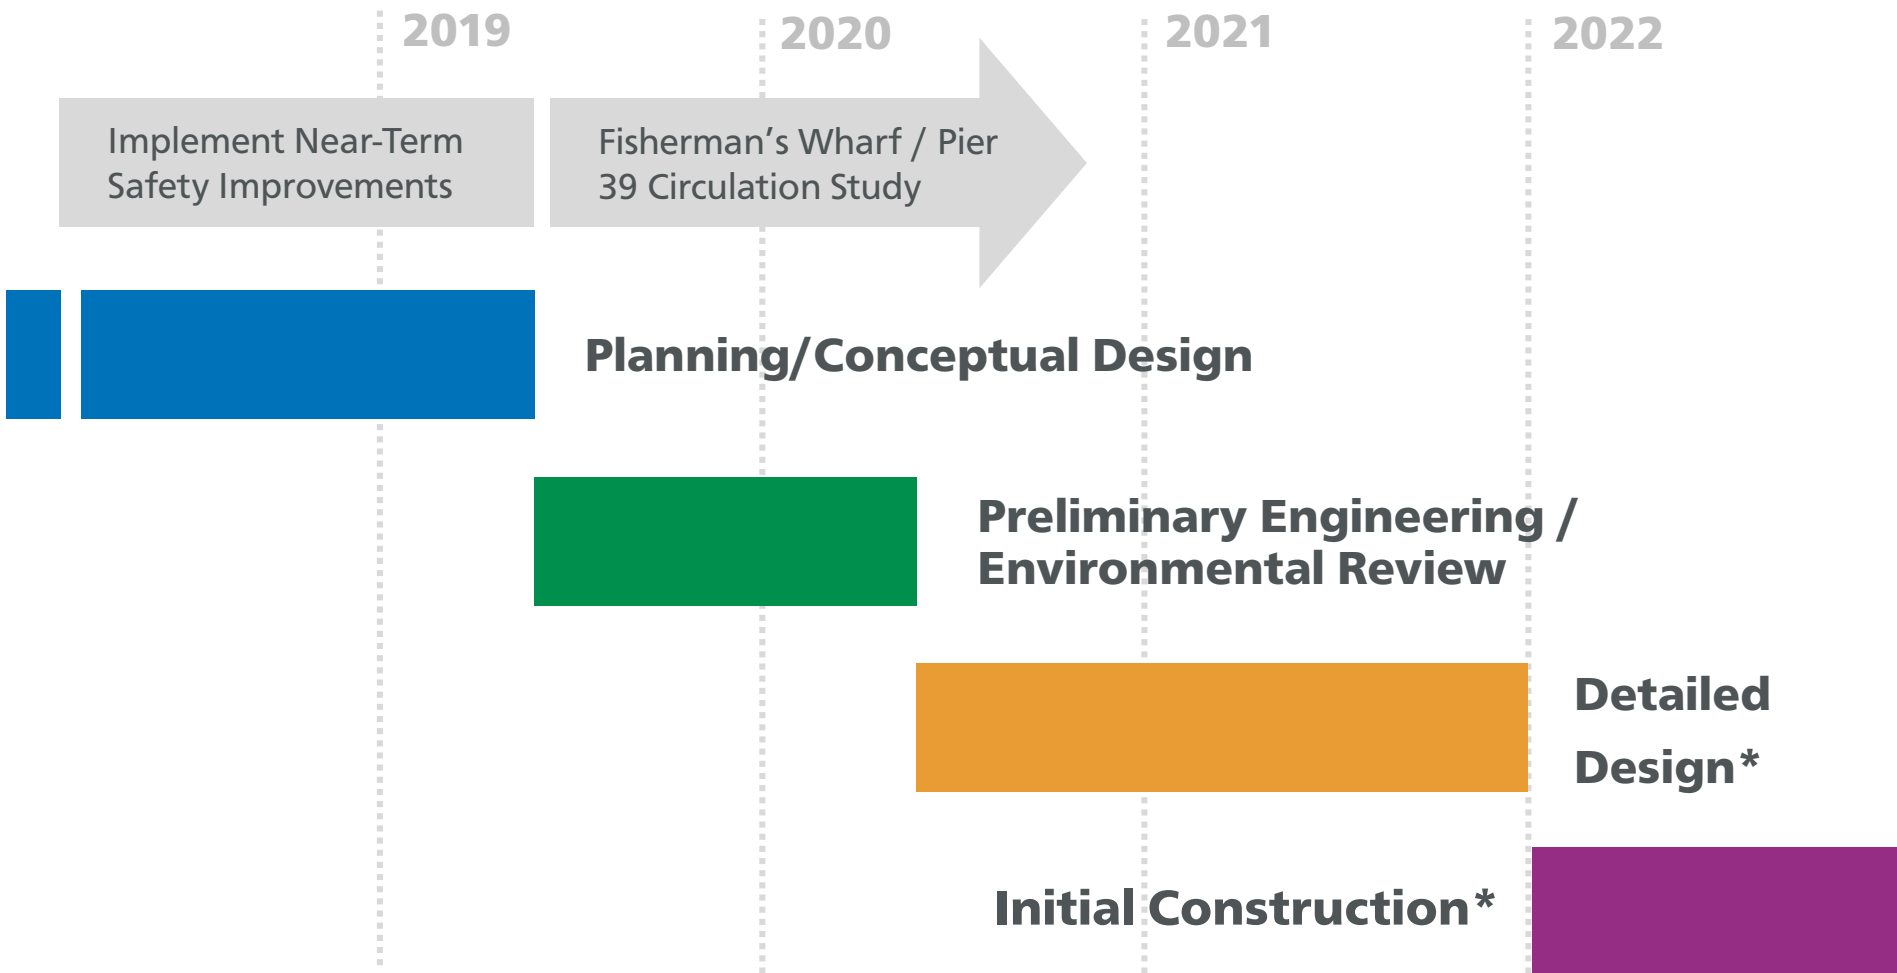 2019
2020
2021
2022
Implement Near-Term
Safety Improvements
Fisherman’s Wharf / Pier
39 Circulation Study
Planning/Conceptual Design
Preliminary Engineering /
Environmental Review
Detailed
Design*
Initial Construction*